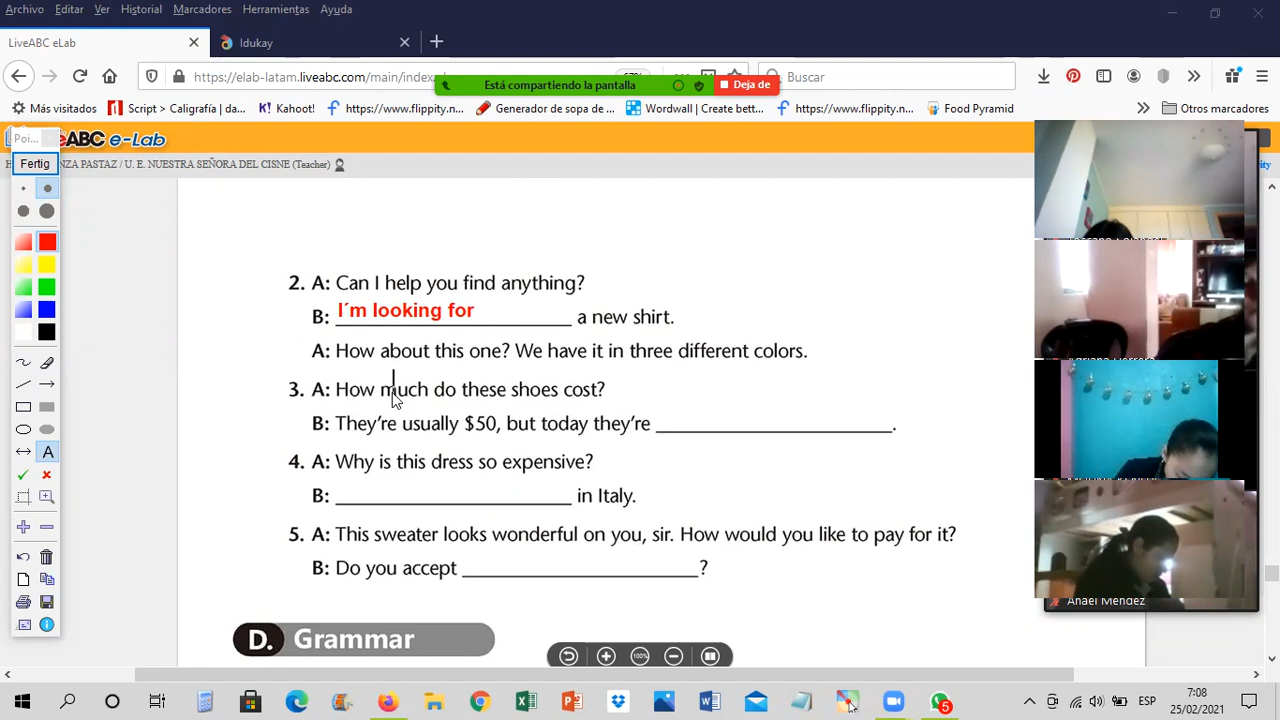 Archivo Editar Ver Historial Marcadores Herramientas Ayuda
LiveABC eLab
Idukay
https://elab-latam.liveabc.com/main/index
Buscar
Está compartiendo la pantalla
Deja de
Más visitados
Script > Caligrafía da...
Kahoot!
https://www.flippity.n...
Generador de sopa de ...
Wordwall | Create bett...
https://www.flippity.n...
Food Pyramid
Otros marcadores
Poi...
ABC e-Lab
Fertig
NZA PASTAZ / U. E. NUESTRA SEÑORA DEL CISNE (Teacher)
2. A: Can I help you find anything?
B: I´m looking for a new shirt.
A: How about this one? We have it in three different colors.
3. A: How much do these shoes cost?
B: They're usually $50, but today they're ____________________.
4. A: Why is this dress so expensive?
B: ____________________ in Italy.
5. A: This sweater looks wonderful on you, sir. How would you like to pay for it?
B: Do you accept ____________________?
D. Grammar
100%
Anael Mendez
5
ESP
7:08
25/02/2021